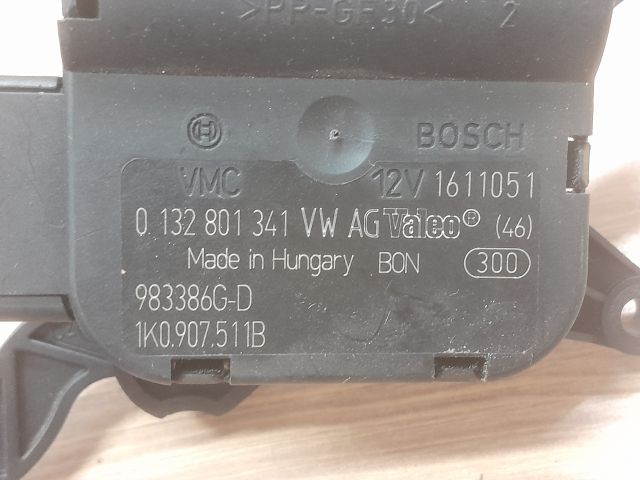 >PP-GF30< 2
BOSCH
VMC 12V 1611051
0 132 801 341 VW AG Valeo® (46)
Made in Hungary BON 300
983386G-D
1K0.907.511B